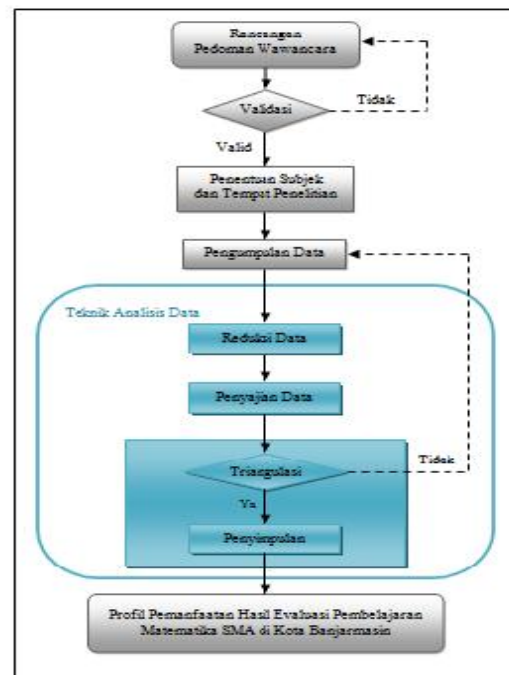 Rancangan
Pedoman Wawancara
Validasi
Tidak
Valid
Penentuan Subjek
dan Tempat Penelitian
Pengumpulan Data
Teknik Analisis Data
Reduksi Data
Penyajian Data
Triangulasi
Tidak
Ya
Penyimpulan
Profil Pemanfaatan Hasil Evaluasi Pembelajaran
Matematika SMA di Kota Banjarmasin